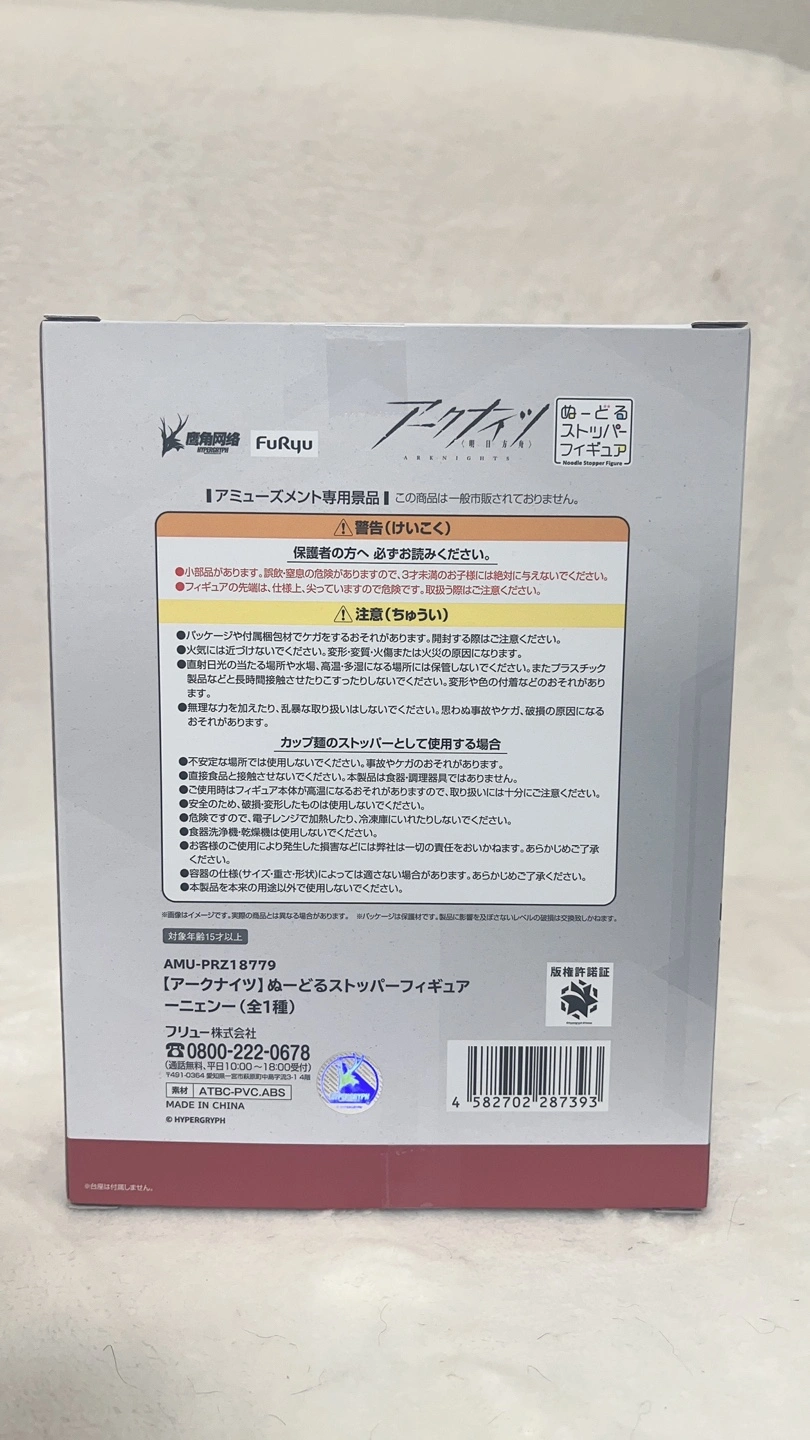 鷹角网络
HYPERGRYPH
FuRyu
アークナイツ
〈明日方舟〉
ARKNIGHTS
ぬーどる
ストッパー
フィギュア
Noodle Stopper Figure
アミューズメント専用景品 この商品は一般市販されておりません。
警告(けいこく)
保護者の方へ 必ずお読みください。
●小部品があります。誤飲・窒息の危険がありますので、3才未満のお子様には絶対に与えないでください。
●フィギュアの先端は、仕様上、尖っていますので危険です。取扱う際はご注意ください。
注意(ちゅうい)
●パッケージや付属梱包材でケガをするおそれがあります。開封する際はご注意ください。
●火気には近づけないでください。変形・変質・火傷または火災の原因になります。
●直射日光の当たる場所や水場、高温・多湿になる場所には保管しないでください。またプラスチック
製品などと長時間接触させたりこすったりしないでください。変形や色の付着などのおそれがあり
ます。
●無理な力を加えたり、乱暴な取り扱いはしないでください。思わぬ事故やケガ、破損の原因になる
おそれがあります。
カップ麺のストッパーとして使用する場合
●不安定な場所では使用しないでください。事故やケガのおそれがあります。
●直接食品と接触させないでください。本製品は食器・調理器具ではありません。
●ご使用時はフィギュア本体が高温になるおそれがありますので、取り扱いには十分にご注意ください。
●安全のため、破損・変形したものは使用しないでください。
●危険ですので、電子レンジで加熱したり、冷凍庫にいれたりしないでください。
●食器洗浄機・乾燥機は使用しないでください。
●お客様のご使用により発生した損害などには弊社は一切の責任をおいかねます。あらかじめご了承
ください。
●容器の仕様(サイズ・重さ・形状)によっては適さない場合があります。あらかじめご了承ください。
●本製品を本来の用途以外で使用しないでください。
※画像はイメージです。実際の商品とは異なる場合があります。 ※パッケージは保護材です。製品に影響を及ぼさないレベルの破損は交換致しかねます。
対象年齢15才以上
AMU-PRZ18779
【アークナイツ】ぬーどるストッパーフィギュア
ーニェンー(全1種)
版権許諾証
フリュー株式会社
☎0800-222-0678
(通話無料、平日10:00～18:00受付)
〒491-0364 愛知県一宮市萩原町中島字流3-1 4階
素材 ATBC-PVC.ABS
MADE IN CHINA
© HYPERGRYPH
HYPERGRYPH
4 582702 287393
※台座は付属しません。